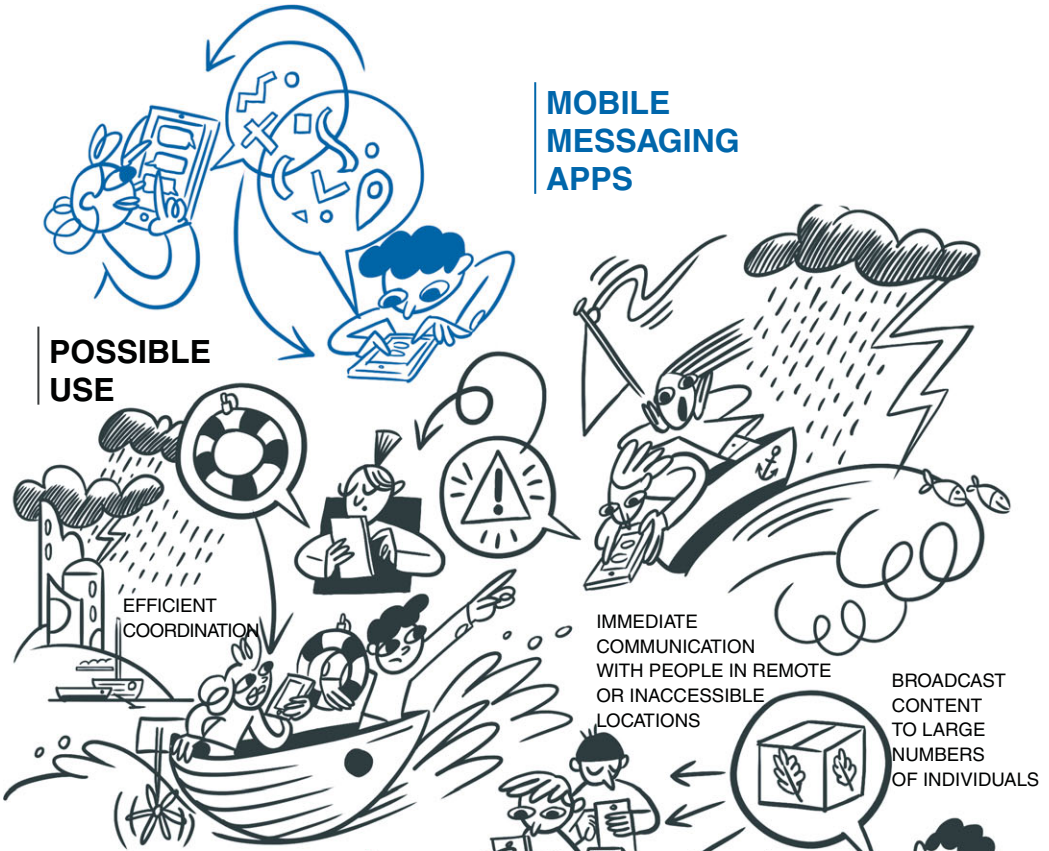 MOBILE
MESSAGING
APPS
POSSIBLE
USE
EFFICIENT
COORDINATION
IMMEDIATE
COMMUNICATION
WITH PEOPLE IN REMOTE
OR INACCESSIBLE
LOCATIONS
BROADCAST
CONTENT
TO LARGE
NUMBERS
OF INDIVIDUALS